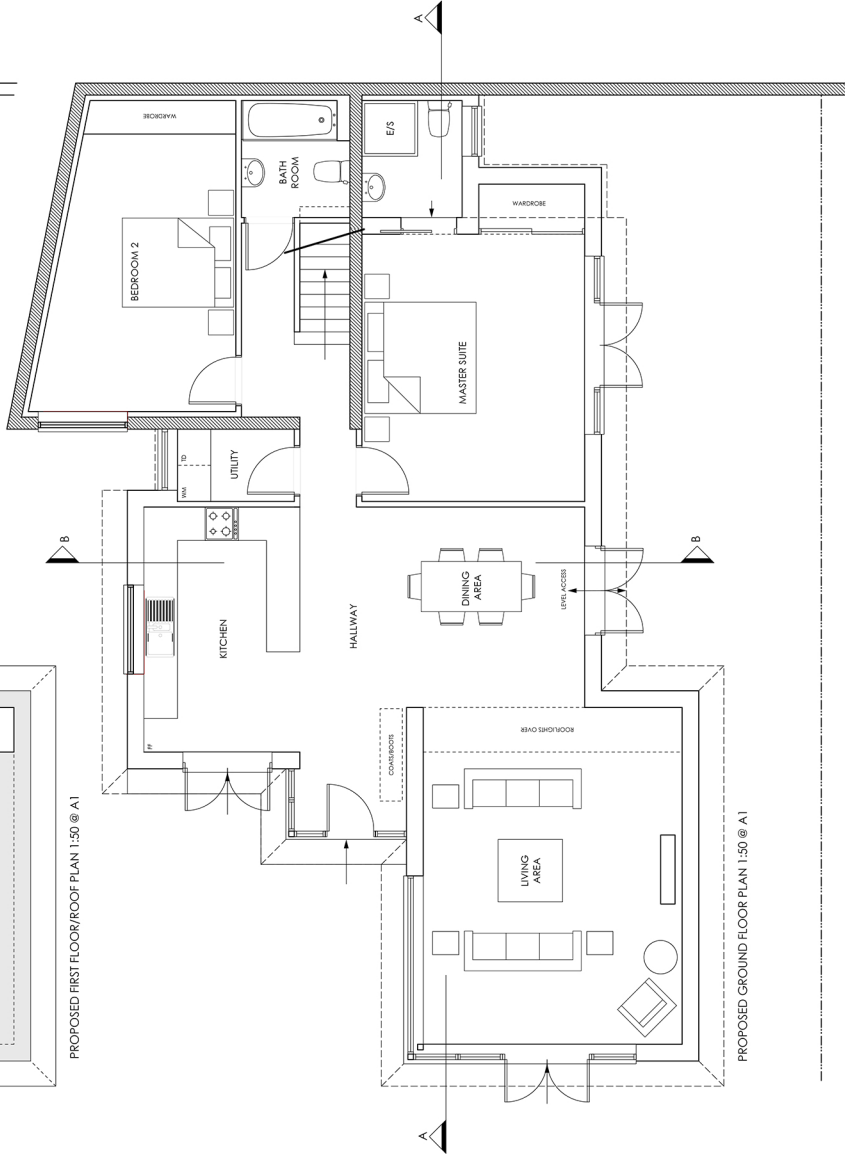 A
WARDROBE
E/S
BATH
ROOM
WARDROBE
BEDROOM 2
MASTER SUITE
TD
UTILITY
WM
B
B
DINING
AREA
LEVEL ACCESS
HALLWAY
KITCHEN
FF
ROOFLIGHTS OVER
COATS/BOOTS
LIVING
AREA
PROPOSED FIRST FLOOR/ROOF PLAN 1:50 @ A1
PROPOSED GROUND FLOOR PLAN 1:50 @ A1
A